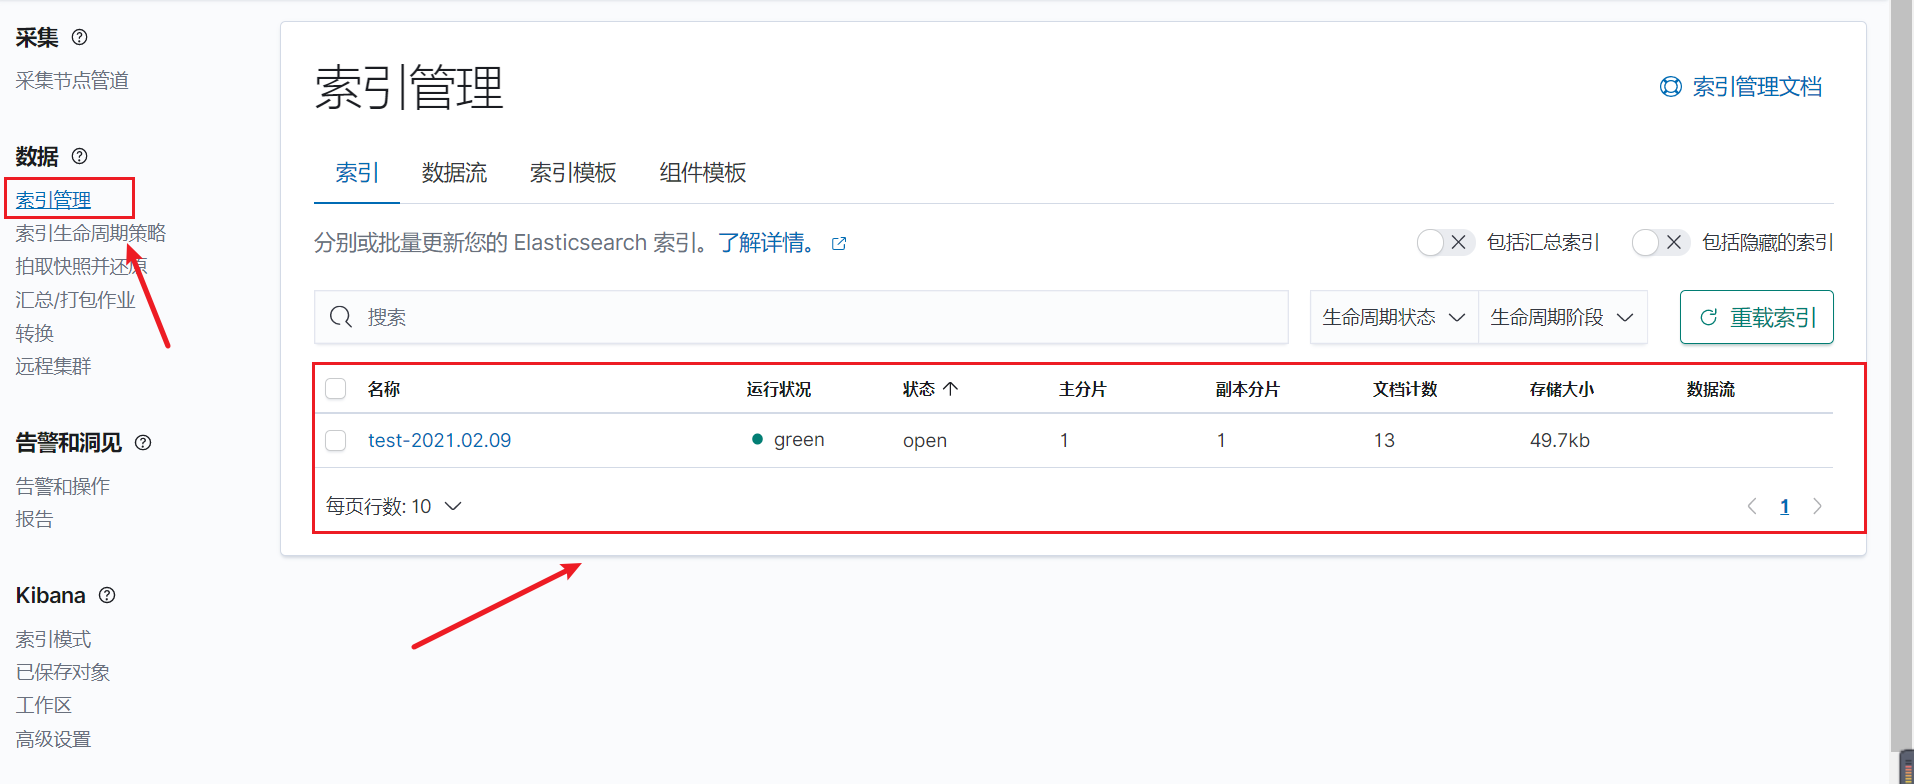 采集
采集节点管道
数据
索引管理
索引生命周期策略
拍取快照并还原
汇总/打包作业
转换
远程集群
告警和洞见
告警和操作
报告
Kibana
索引模式
已保存对象
工作区
高级设置
索引管理
索引管理文档
索引 数据流 索引模板 组件模板
分别或批量更新您的 Elasticsearch 索引。了解详情。
包括汇总索引 包括隐藏的索引
搜索 生命周期状态 生命周期阶段 重载索引
名称 运行状况 状态 主分片 副本分片 文档计数 存储大小 数据流
test-2021.02.09 green open 1 1 13 49.7kb
每页行数: 10 1